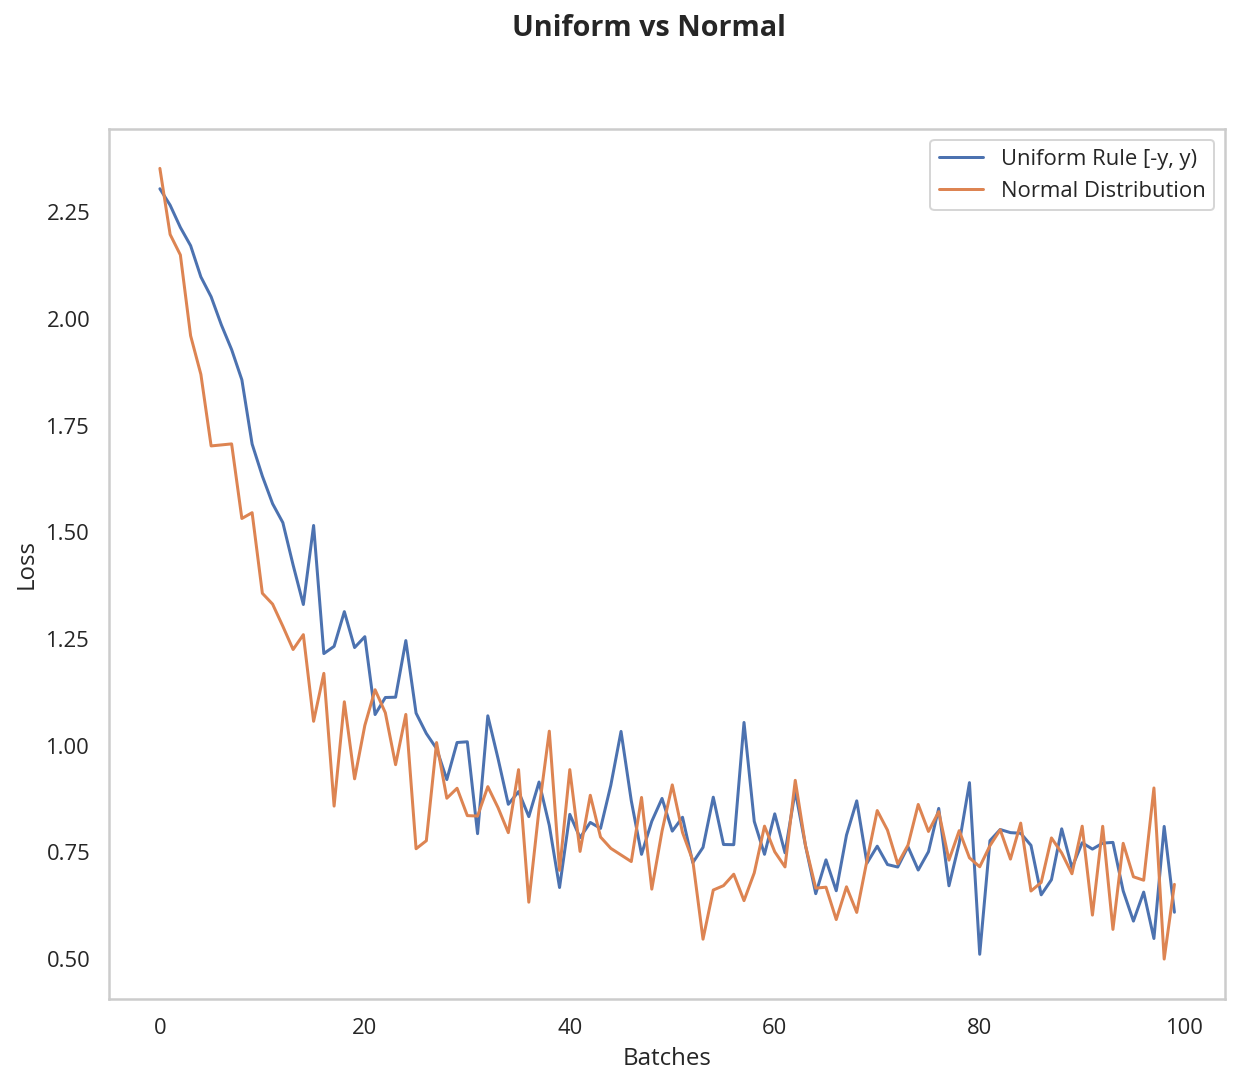 Uniform vs Normal
Uniform Rule [-y, y)
Normal Distribution
2.25
2.00
1.75
1.50
1.25
1.00
0.75
0.50
Loss
0 20 40 60 80 100
Batches